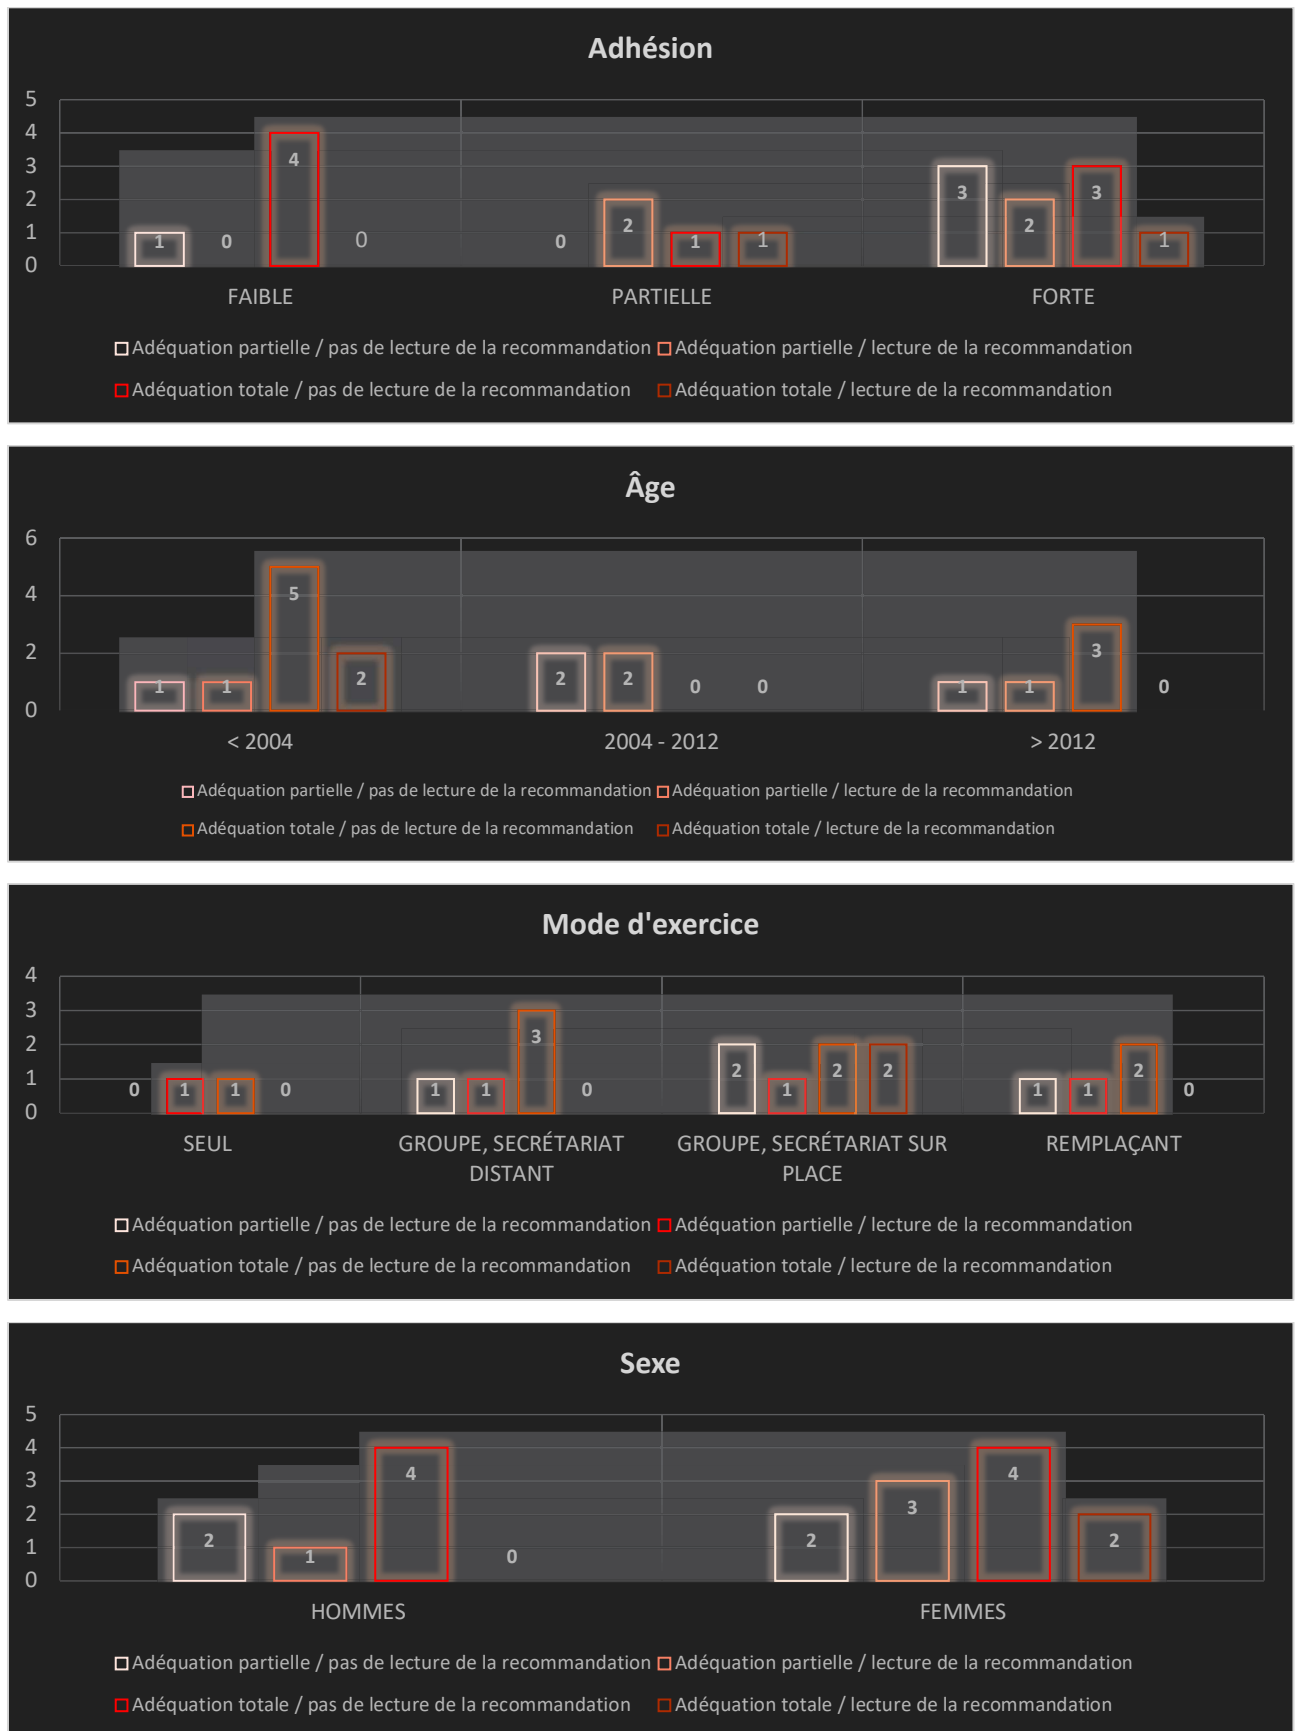 Adhésion
5
4
3
2
1
0
4
3
3
2
2
1
0
0
0
1
1
1
FAIBLE PARTIELLE FORTE
Adéquation partielle / pas de lecture de la recommandation Adéquation partielle / lecture de la recommandation
Adéquation totale / pas de lecture de la recommandation Adéquation totale / lecture de la recommandation
Âge
6
4
2
0
1 1 5 2 2 2 0 0 1 1 3 0
< 2004 2004 - 2012 > 2012
Adéquation partielle / pas de lecture de la recommandation Adéquation partielle / lecture de la recommandation
Adéquation totale / pas de lecture de la recommandation Adéquation totale / lecture de la recommandation
Mode d'exercice
4
3
2
1
0
0 1 1 0 1 1 3 0 2 1 2 2 1 1 2 0
SEUL GROUPE, SECRÉTARIAT DISTANT GROUPE, SECRÉTARIAT SUR PLACE REMPLAÇANT
Adéquation partielle / pas de lecture de la recommandation Adéquation partielle / lecture de la recommandation
Adéquation totale / pas de lecture de la recommandation Adéquation totale / lecture de la recommandation
Sexe
5
4
3
2
1
0
2 1 4 0 2 3 4 2
HOMMES FEMMES
Adéquation partielle / pas de lecture de la recommandation Adéquation partielle / lecture de la recommandation
Adéquation totale / pas de lecture de la recommandation Adéquation totale / lecture de la recommandation